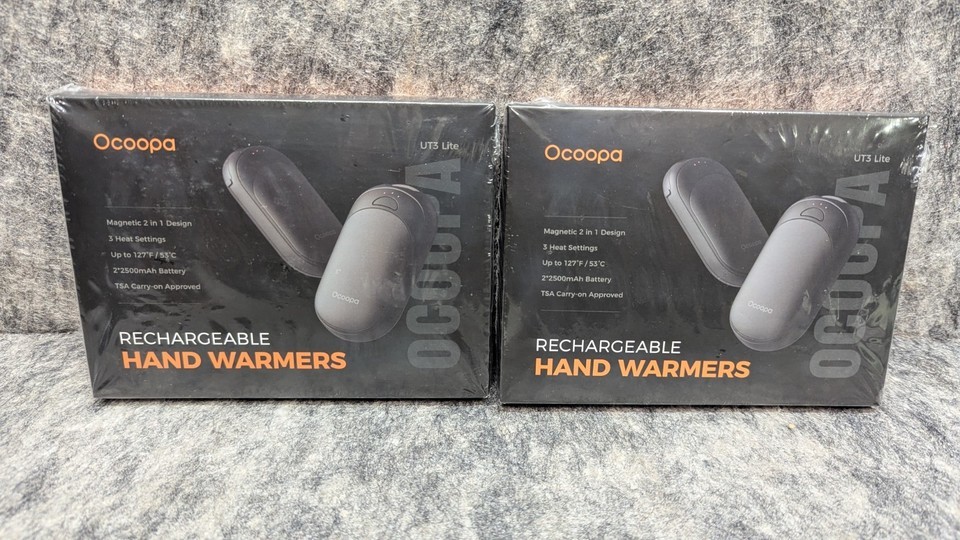 Ocoopa
UT3 Lite
OCOOPA
Magnetic 2 in 1 Design
3 Heat Settings
Up to 127°F / 53°C
2*2500mAh Battery
TSA Carry-on Approved
Ocoopa
RECHARGEABLE
HAND WARMERS
Ocoopa
UT3 Lite
OCOOPA
Magnetic 2 in 1 Design
3 Heat Settings
Up to 127°F / 53°C
2*2500mAh Battery
TSA Carry-on Approved
Ocoopa
RECHARGEABLE
HAND WARMERS